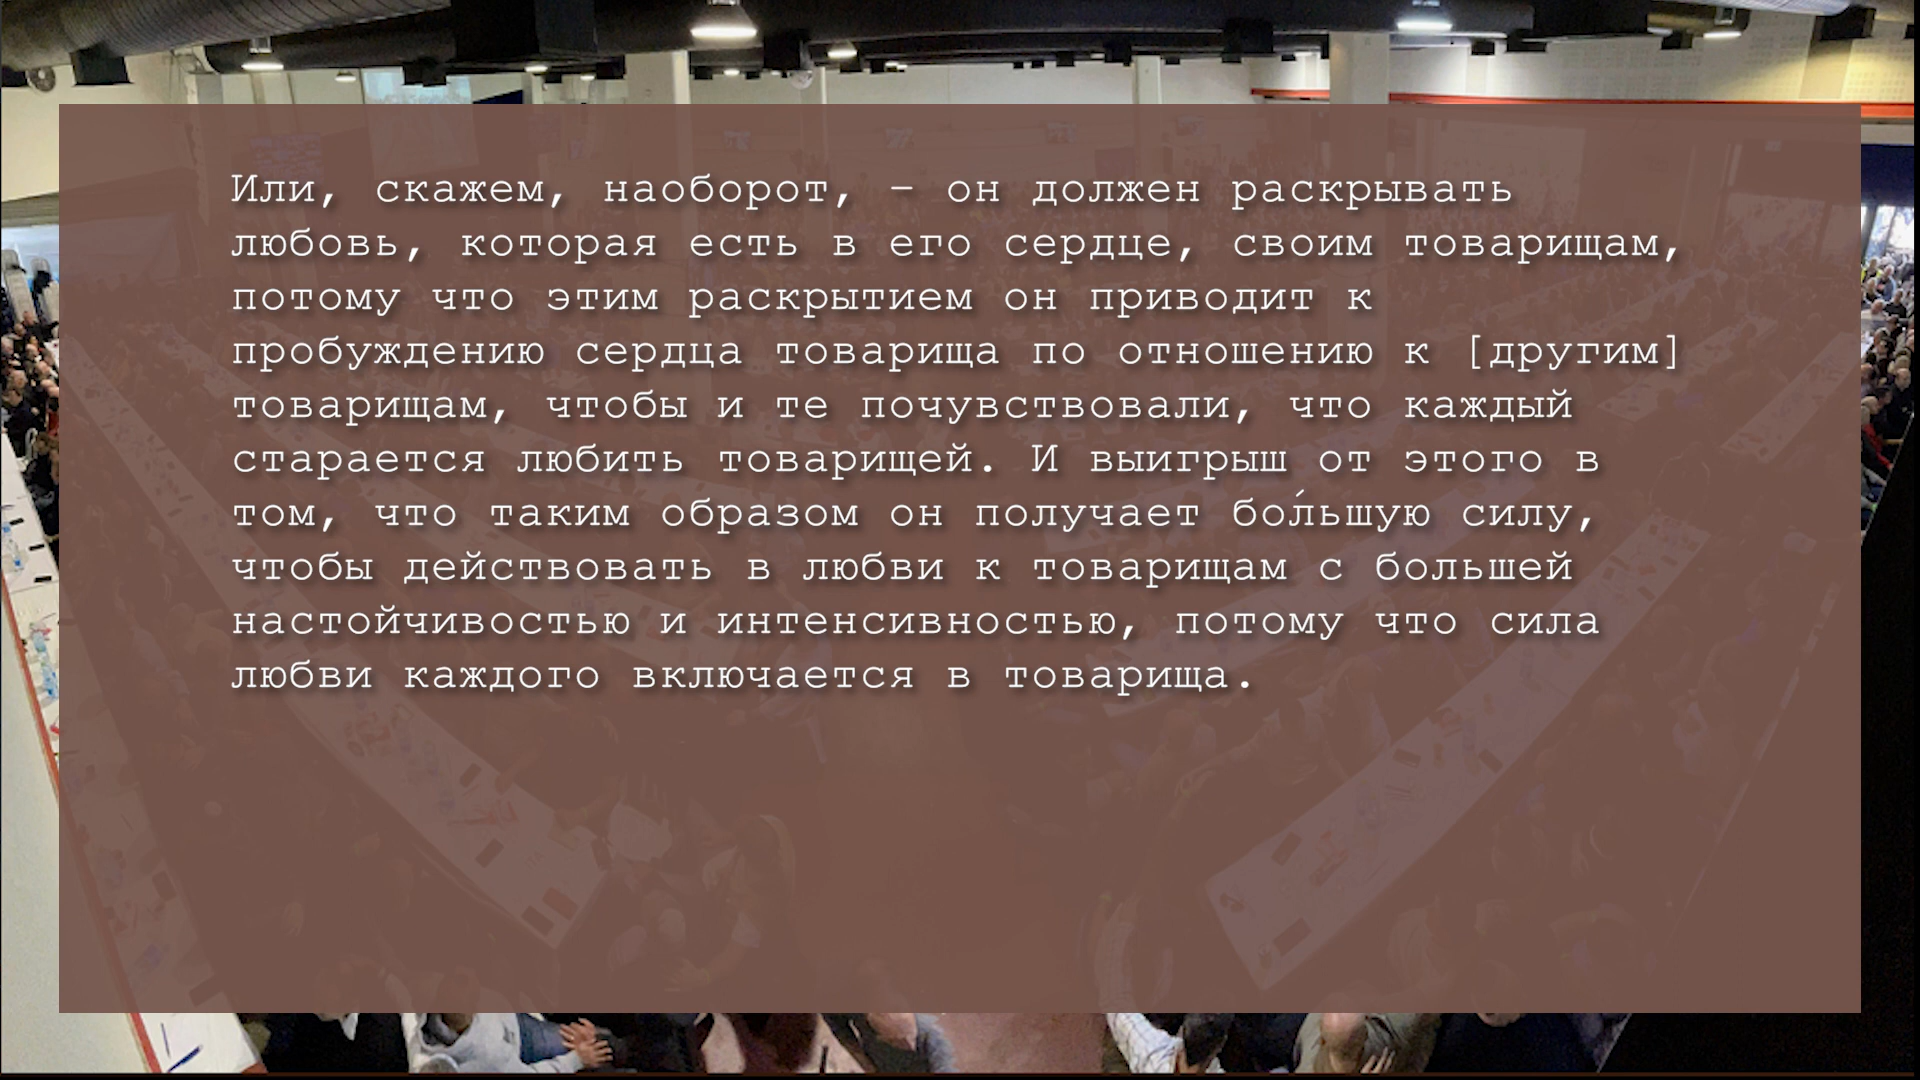 Или, скажем, наоборот, – он должен раскрывать
любовь, которая есть в его сердце, своим товарищам,
потому что этим раскрытием он приводит к
пробуждению сердца товарища по отношению к [другим]
товарищам, чтобы и те почувствовали, что каждый
старается любить товарищей. И выигрыш от этого в
том, что таким образом он получает бо́льшую силу,
чтобы действовать в любви к товарищам с большей
настойчивостью и интенсивностью, потому что сила
любви каждого включается в товарища.